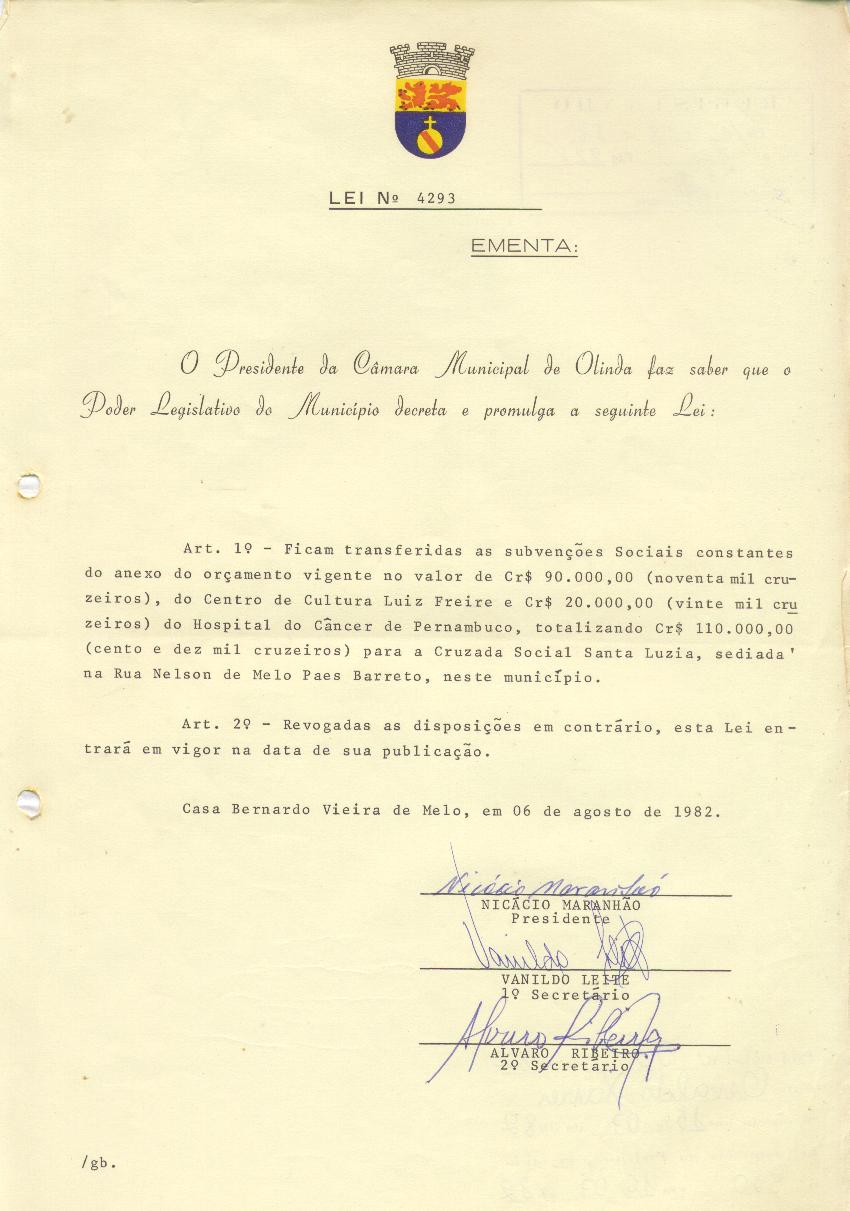 LEI Nº 4293
EMENTA:
O Presidente da Câmara Municipal de Olinda faz saber que o
Poder Legislativo do Município decreta e promulga a seguinte Lei:
Art. 1º - Ficam transferidas as subvenções Sociais constantes
do anexo do orçamento vigente no valor de Cr$ 90.000,00 (noventa mil cru-
zeiros), do Centro de Cultura Luiz Freire e Cr$ 20.000,00 (vinte mil cru
zeiros) do Hospital do Câncer de Pernambuco, totalizando Cr$ 110.000,00
(cento e dez mil cruzeiros) para a Cruzada Social Santa Luzia, sediada'
na Rua Nelson de Melo Paes Barreto, neste município.
Art. 2º - Revogadas as disposições em contrário, esta Lei en-
trará em vigor na data de sua publicação.
Casa Bernardo Vieira de Melo, em 06 de agosto de 1982.
Nicácio Maranhão
NICÁCIO MARANHÃO
Presidente
Vanildo Leite
VANILDO LEITE
1º Secretário
Alvaro Ribeiro
ALVARO RIBEIRO
2º Secretário
/gb.